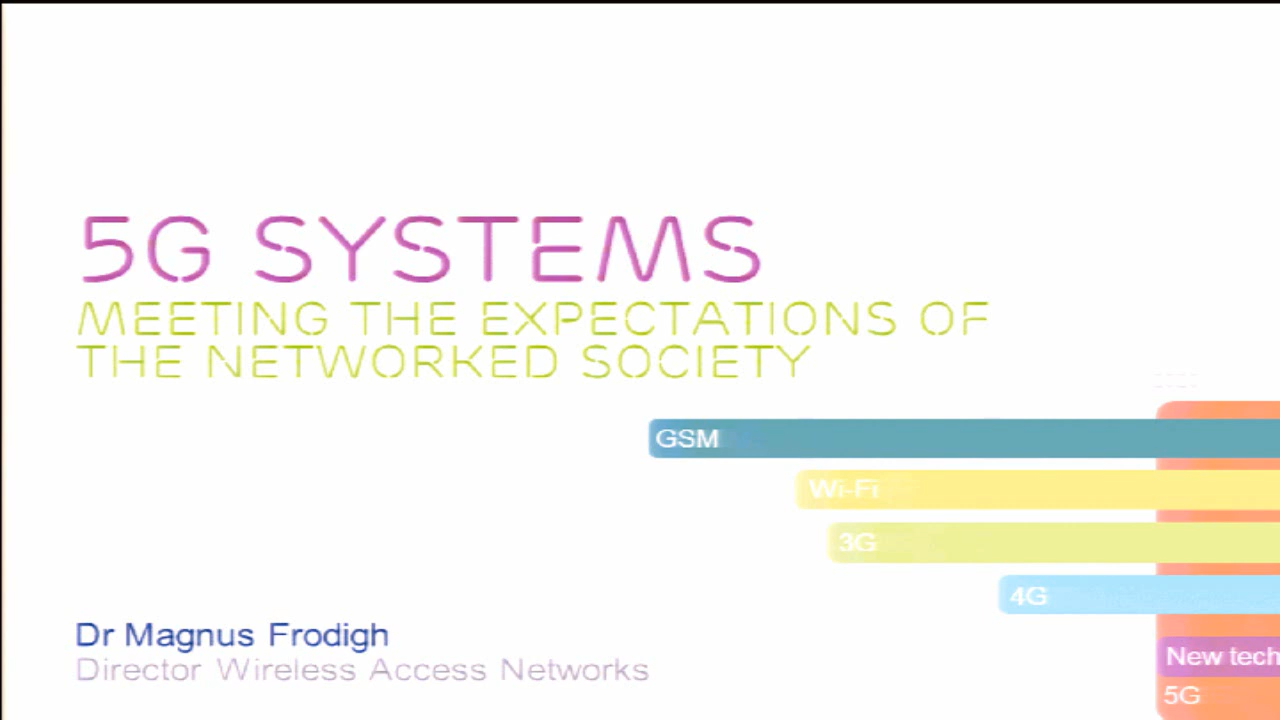 5G SYSTEMS
MEETING THE EXPECTATIONS OF
THE NETWORKED SOCIETY
GSM
Wi-Fi
3G
4G
New tech
5G
Dr Magnus Frodigh
Director Wireless Access Networks